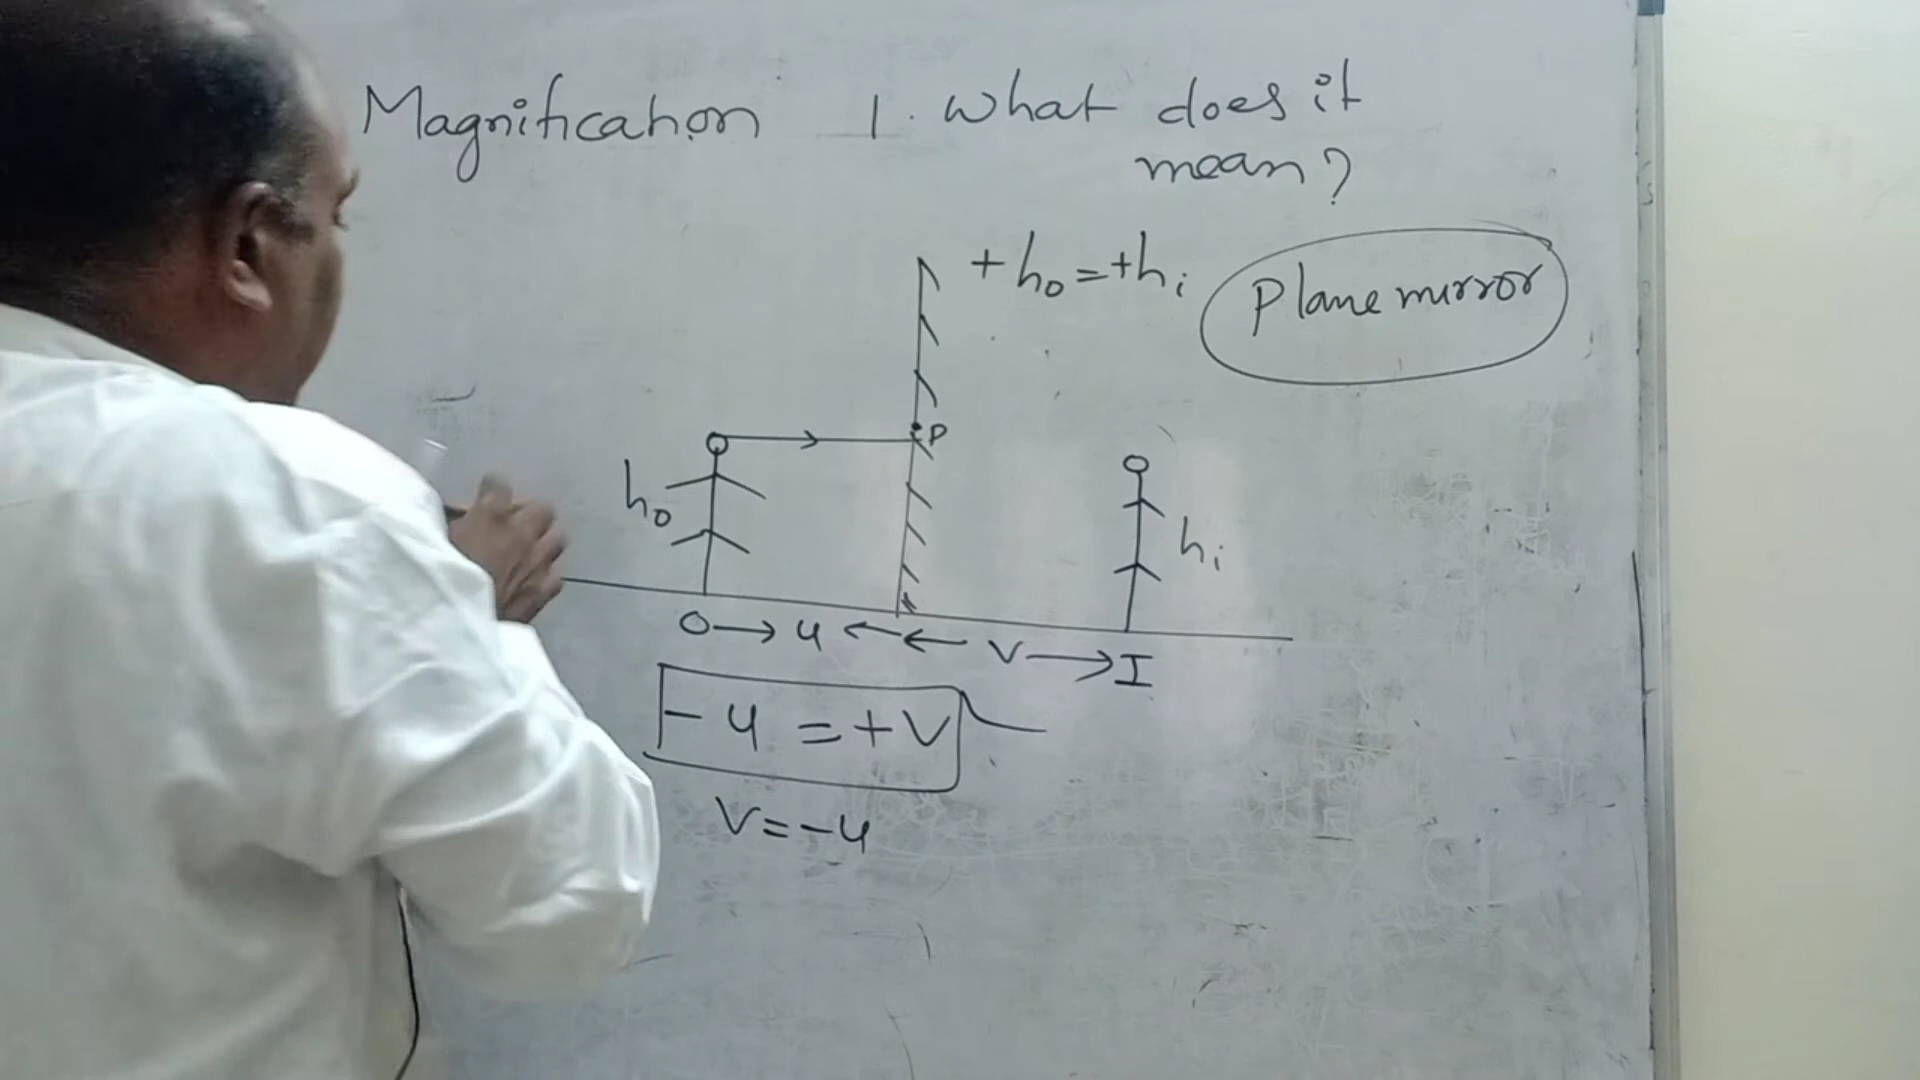 Magnification 1. What does it
mean?
+h₀=+hᵢ
Plane mirror
P
h₀
hᵢ
O→ u ←← v→I
-u = +v
v=-u